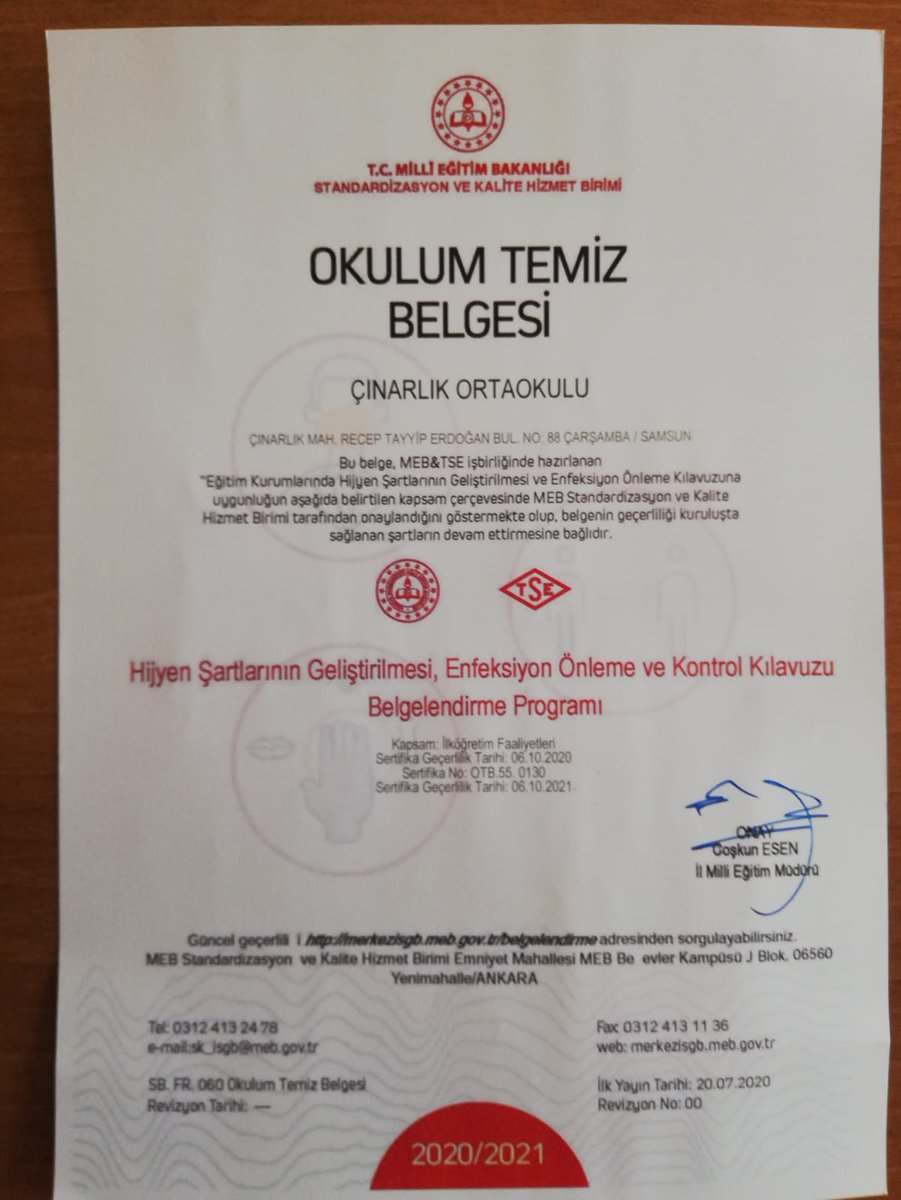 T.C. MİLLÎ EĞİTİM BAKANLIĞI
STANDARDİZASYON VE KALİTE HİZMET BİRİMİ
OKULUM TEMİZ
BELGESİ
ÇINARLIK ORTAOKULU
ÇINARLIK MAH. RECEP TAYYİP ERDOĞAN BUL. NO: 88 ÇARŞAMBA / SAMSUN
Bu belge, MEB&TSE işbirliğinde hazırlanan
"Eğitim Kurumlarında Hijyen Şartlarının Geliştirilmesi ve Enfeksiyon Önleme Kılavuzuna
uygunluğun aşağıda belirtilen kapsam çerçevesinde MEB Standardizasyon ve Kalite
Hizmet Birimi tarafından onaylandığını göstermekte olup, belgenin geçerliliği kuruluşta
sağlanan şartların devam ettirmesine bağlıdır.
TSE
Hijyen Şartlarının Geliştirilmesi, Enfeksiyon Önleme ve Kontrol Kılavuzu
Belgelendirme Programı
Kapsam: İlköğretim Faaliyetleri
Sertifika Geçerlilik Tarihi: 06.10.2020
Sertifika No: OTB.55. 0130
Sertifika Geçerlilik Tarihi: 06.10.2021
ONAY
Coşkun ESEN
İl Milli Eğitim Müdürü
Güncel geçerlili i http://merkezisgb.meb.gov.tr/belgelendirme adresinden sorgulayabilirsiniz.
MEB Standardizasyon ve Kalite Hizmet Birimi Emniyet Mahallesi MEB Be evler Kampüsü J Blok, 06560
Yenimahalle/ANKARA
Tel: 0312 413 24 78
e-mail:sk_isgb@meb.gov.tr
Fax: 0312 413 11 36
web: merkezisgb.meb.gov.tr
SB. FR. 060 Okulum Temiz Belgesi
Revizyon Tarihi: ---
İlk Yayın Tarihi: 20.07.2020
Revizyon No: 00
2020/2021